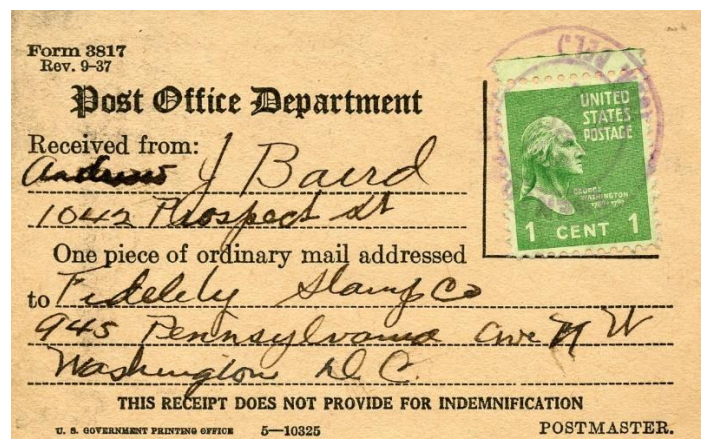 Form 3817
Rev. 9-37
Post Office Department
Received from:
Andrew J Baird
1042 Prospect St
One piece of ordinary mail addressed
to Fidelity Stamp Co
945 Pennsylvania Ave N W
Washington D. C.
THIS RECEIPT DOES NOT PROVIDE FOR INDEMNIFICATION
U. S. GOVERNMENT PRINTING OFFICE 5—10325
POSTMASTER.
UNITED
STATES
POSTAGE
GEORGE
WASHINGTON
1 CENT 1